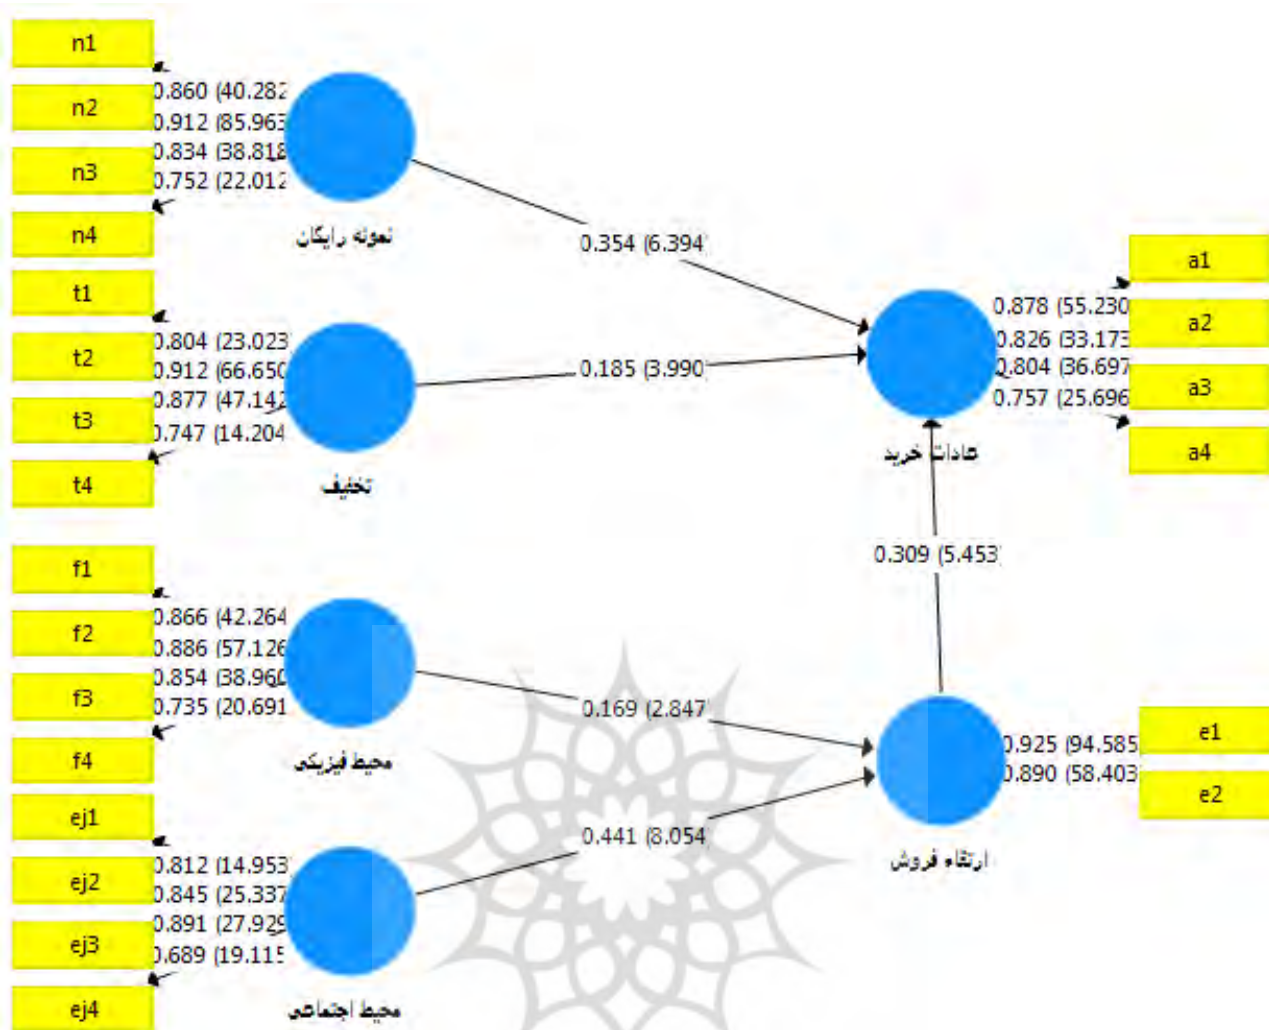 n1
n2
n3
n4
0.860 (40.282
0.912 (85.963
0.834 (38.818
0.752 (22.012
نمونه رایگان
t1
t2
t3
t4
0.804 (23.023
0.912 (66.650
0.877 (47.142
0.747 (14.204
تخفیف
f1
f2
f3
f4
0.866 (42.264
0.886 (57.126
0.854 (38.960
0.735 (20.691
محیط فیزیکی
ej1
ej2
ej3
ej4
0.812 (14.953
0.845 (25.337
0.891 (27.929
0.689 (19.115
محیط اجتماعی
0.354 (6.394
0.185 (3.990
0.169 (2.847
0.441 (8.054
عادات خرید
0.309 (5.453
ارتقاء فروش
0.878 (55.230
0.826 (33.173
0.804 (36.697
0.757 (25.696
a1
a2
a3
a4
0.925 (94.585
0.890 (58.403
e1
e2